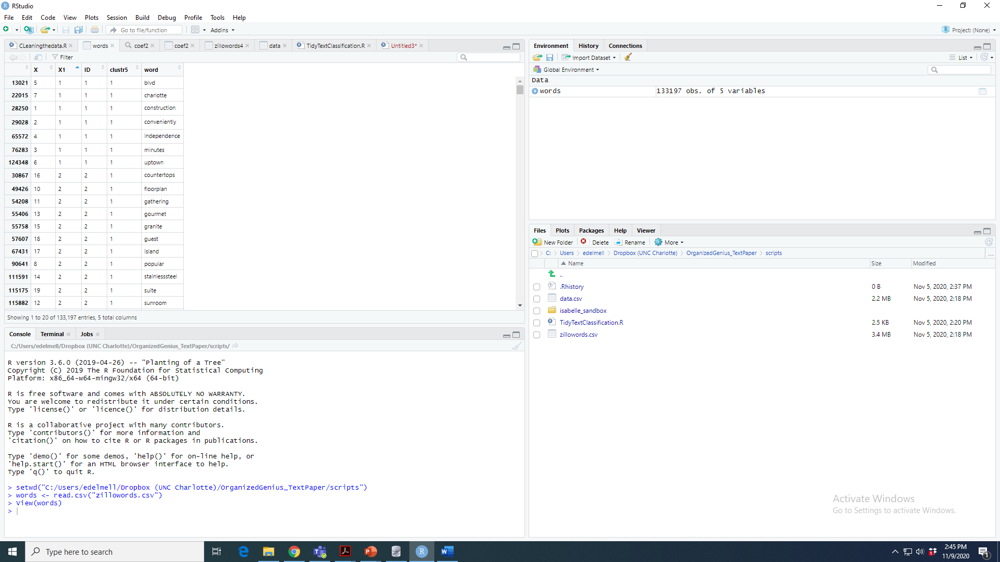 RStudio
File Edit Code View Plots Session Build Debug Profile Tools Help
Go to file/function Addins Project: (None)
CLeaningthedata.R words coef2 coef2 zillowords4 data TidyTextClassification.R Untitled3*
Filter
X X1 ID clustr5 word
13021 5 1 1 1 blvd
22015 7 1 1 1 charlotte
28250 1 1 1 1 construction
29028 2 1 1 1 conveniently
65572 4 1 1 1 independence
76283 3 1 1 1 minutes
124348 6 1 1 1 uptown
30867 16 2 2 1 countertops
49426 10 2 2 1 floorplan
54208 11 2 2 1 gathering
55406 13 2 2 1 gourmet
55758 15 2 2 1 granite
57607 18 2 2 1 guest
67431 17 2 2 1 island
90641 8 2 2 1 popular
111591 14 2 2 1 stainlesssteel
115175 19 2 2 1 suite
115882 12 2 2 1 sunroom
Showing 1 to 20 of 133,197 entries, 5 total columns
Console Terminal Jobs
C:/Users/edelmell/Dropbox (UNC Charlotte)/OrganizedGenius_TextPaper/scripts/
R version 3.6.0 (2019-04-26) -- "Planting of a Tree"
Copyright (C) 2019 The R Foundation for Statistical Computing
Platform: x86_64-w64-mingw32/x64 (64-bit)
R is free software and comes with ABSOLUTELY NO WARRANTY.
You are welcome to redistribute it under certain conditions.
Type 'license()' or 'licence()' for distribution details.
R is a collaborative project with many contributors.
Type 'contributors()' for more information and
'citation()' on how to cite R or R packages in publications.
Type 'demo()' for some demos, 'help()' for on-line help, or
'help.start()' for an HTML browser interface to help.
Type 'q()' to quit R.
> setwd("C:/Users/edelmell/Dropbox (UNC Charlotte)/OrganizedGenius_TextPaper/scripts")
> words <- read.csv("zillowords.csv")
> View(words)
>
Environment History Connections
Import Dataset List
Global Environment
Data
words 133197 obs. of 5 variables
Files Plots Packages Help Viewer
New Folder Delete Rename More
C: Users edelmell Dropbox (UNC Charlotte) OrganizedGenius_TextPaper scripts ...
Name Size Modified
..
.Rhistory 0 B Nov 5, 2020, 2:37 PM
data.csv 2.2 MB Nov 5, 2020, 2:18 PM
isabelle_sandbox
TidyTextClassification.R 2.5 KB Nov 5, 2020, 2:20 PM
zillowords.csv 3.4 MB Nov 5, 2020, 2:18 PM
Activate Windows
Go to Settings to activate Windows.
Type here to search
2:45 PM
11/9/2020
1